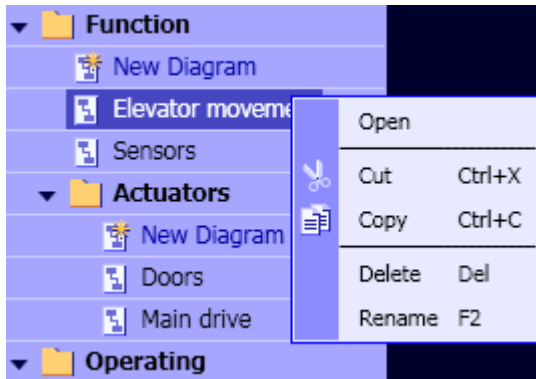 Function
New Diagram
Elevator moveme
Sensors
Actuators
New Diagram
Doors
Main drive
Operating
Open
Cut Ctrl+X
Copy Ctrl+C
Delete Del
Rename F2